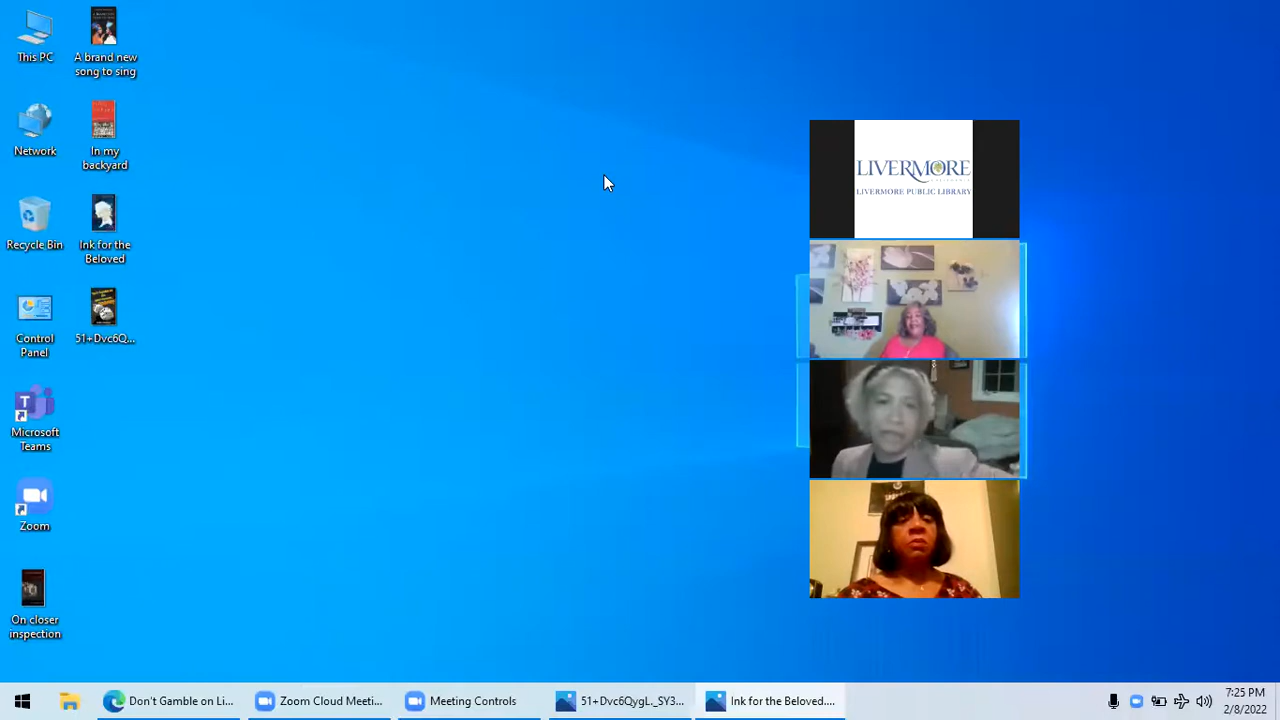 This PC
A brand new
song to sing
Network
In my
backyard
Recycle Bin
Ink for the
Beloved
Control
Panel
51+Dvc6Q...
Microsoft
Teams
Zoom
On closer
inspection
LIVERMORE
LIVERMORE PUBLIC LIBRARY
Don't Gamble on Li...
Zoom Cloud Meeti...
Meeting Controls
51+Dvc6QygL._SY3...
Ink for the Beloved....
7:25 PM
2/8/2022